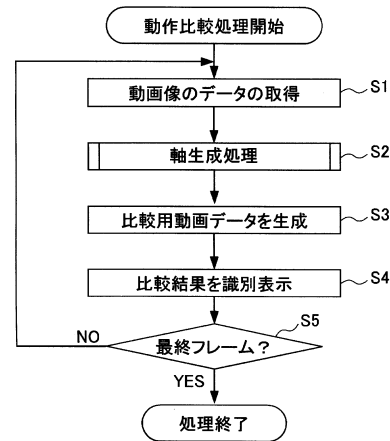 動作比較処理開始
動画像のデータの取得
S1
軸生成処理
S2
比較用動画データを生成
S3
比較結果を識別表示
S4
S5
最終フレーム？
NO
YES
処理終了